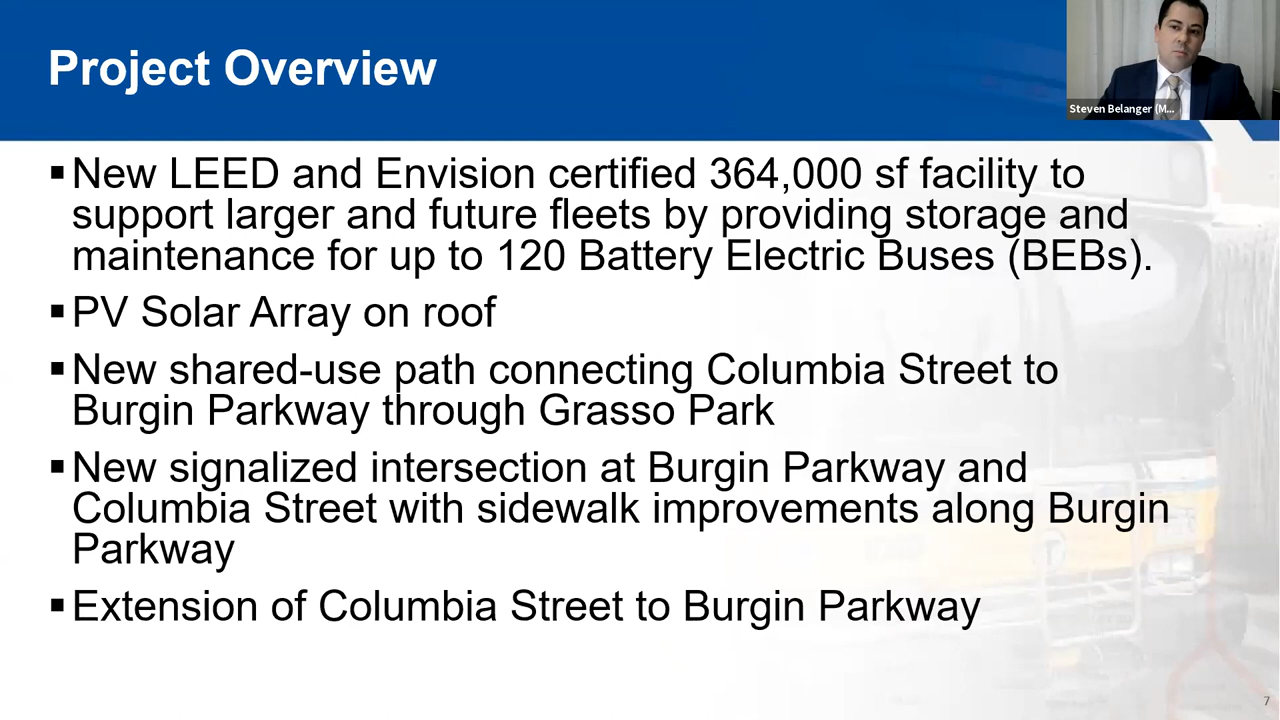 Project Overview
Steven Belanger (M...
▪New LEED and Envision certified 364,000 sf facility to
support larger and future fleets by providing storage and
maintenance for up to 120 Battery Electric Buses (BEBs).
▪PV Solar Array on roof
▪New shared-use path connecting Columbia Street to
Burgin Parkway through Grasso Park
▪New signalized intersection at Burgin Parkway and
Columbia Street with sidewalk improvements along Burgin
Parkway
▪Extension of Columbia Street to Burgin Parkway
7